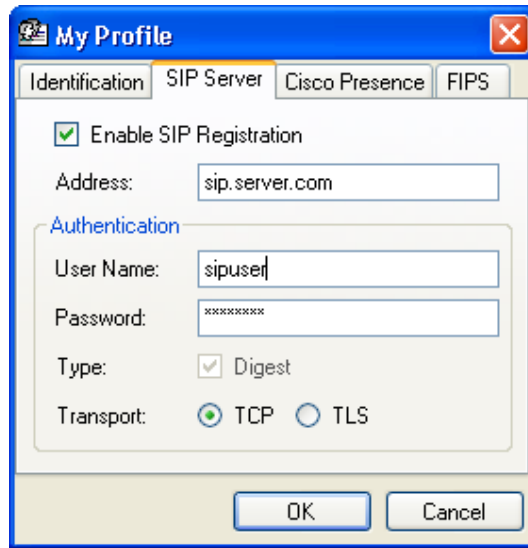 My Profile
Identification SIP Server Cisco Presence FIPS
Enable SIP Registration
Address: sip.server.com
Authentication
User Name: sipuser
Password: ********
Type: Digest
Transport: TCP TLS
OK Cancel